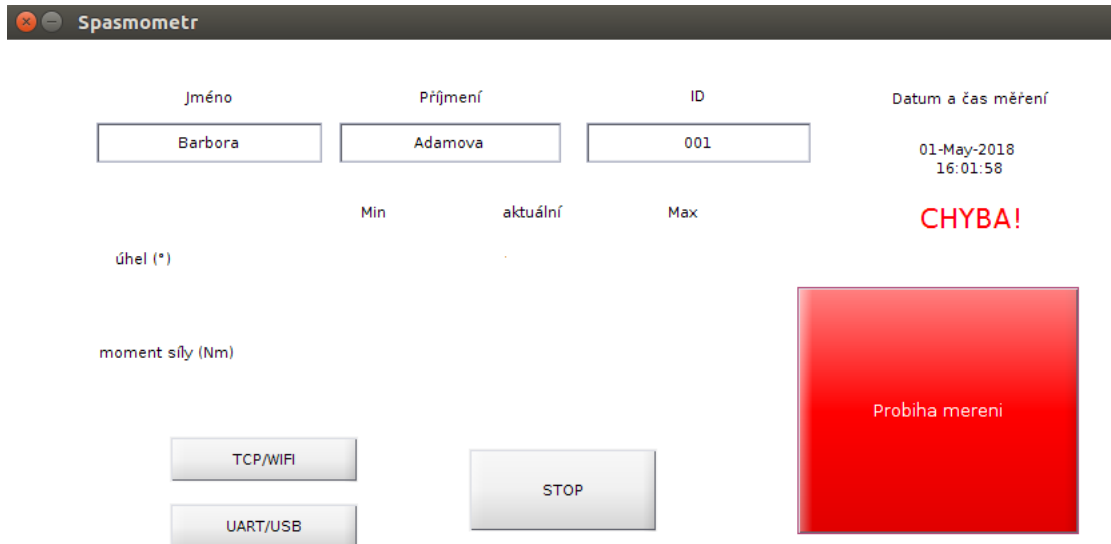 Spasmometr
Jméno Příjmení ID Datum a čas měření
Barbora Adamova 001 01-May-2018
16:01:58
Min aktuální Max CHYBA!
úhel (°)
moment síly (Nm)
Probiha mereni
TCP/WIFI
STOP
UART/USB